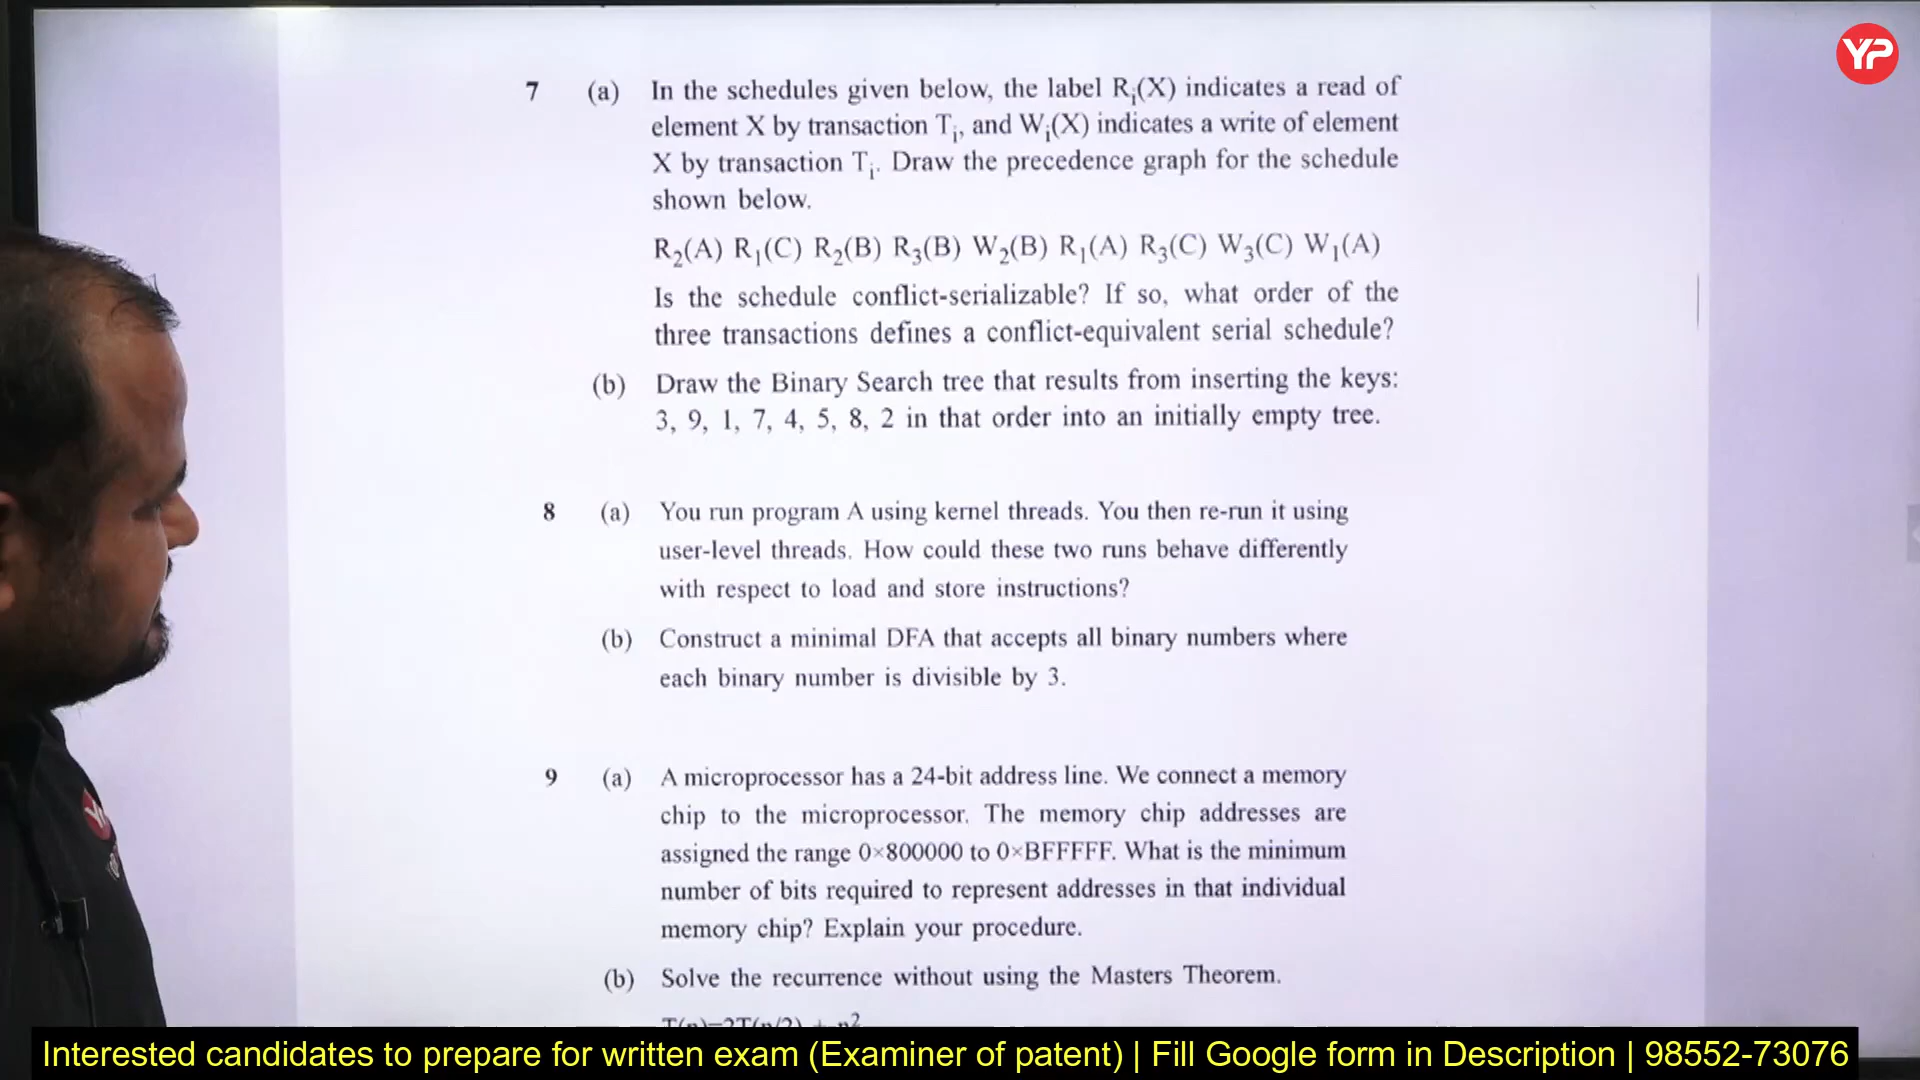 YP
7 (a) In the schedules given below, the label Rᵢ(X) indicates a read of
element X by transaction Tᵢ, and Wᵢ(X) indicates a write of element
X by transaction Tᵢ. Draw the precedence graph for the schedule
shown below.
R₂(A) R₁(C) R₂(B) R₃(B) W₂(B) R₁(A) R₃(C) W₃(C) W₁(A)
Is the schedule conflict-serializable? If so, what order of the
three transactions defines a conflict-equivalent serial schedule?
(b) Draw the Binary Search tree that results from inserting the keys:
3, 9, 1, 7, 4, 5, 8, 2 in that order into an initially empty tree.
8 (a) You run program A using kernel threads. You then re-run it using
user-level threads. How could these two runs behave differently
with respect to load and store instructions?
(b) Construct a minimal DFA that accepts all binary numbers where
each binary number is divisible by 3.
9 (a) A microprocessor has a 24-bit address line. We connect a memory
chip to the microprocessor. The memory chip addresses are
assigned the range 0×800000 to 0×BFFFFF. What is the minimum
number of bits required to represent addresses in that individual
memory chip? Explain your procedure.
(b) Solve the recurrence without using the Masters Theorem.
T(n)=2T(n/2) + n²
Interested candidates to prepare for written exam (Examiner of patent) | Fill Google form in Description | 98552-73076